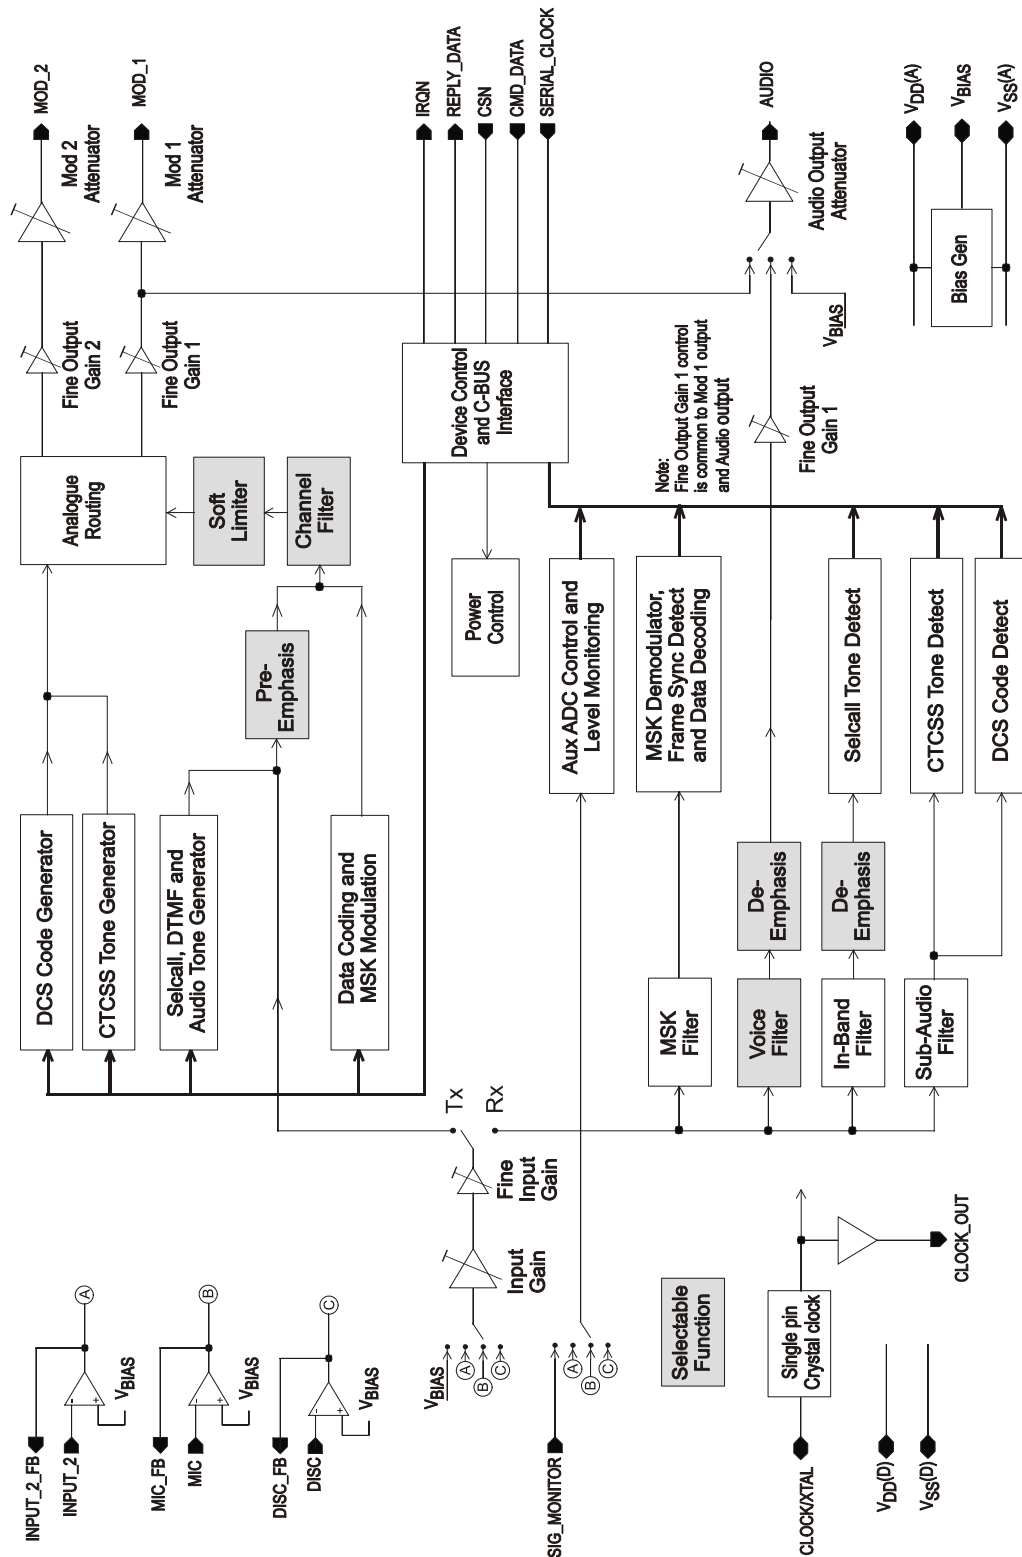 INPUT_2_FB
INPUT_2
-
+
VBIAS
A
MIC_FB
MIC
-
+
VBIAS
B
DISC_FB
DISC
-
+
VBIAS
C
VBIAS
A
B
C
Input
Gain
Fine
Input
Gain
Tx
Rx
SIG_MONITOR
A
B
C
Selectable
Function
CLOCK/XTAL
Single pin
Crystal clock
CLOCK_OUT
VDD(D)
VSS(D)
DCS Code Generator
CTCSS Tone Generator
Selcall, DTMF and
Audio Tone Generator
Data Coding and
MSK Modulation
Pre-
Emphasis
Channel
Filter
Soft
Limiter
Analogue
Routing
Fine Output
Gain 2
Fine Output
Gain 1
Mod 2
Attenuator
Mod 1
Attenuator
MOD_2
MOD_1
Power
Control
Device Control
and C-BUS
Interface
IRQN
REPLY_DATA
CSN
CMD_DATA
SERIAL_CLOCK
Aux ADC Control and
Level Monitoring
MSK
Filter
MSK Demodulator,
Frame Sync Detect
and Data Decoding
Note:
Fine Output Gain 1 control
is common to Mod 1 output
and Audio output
Voice
Filter
De-
Emphasis
Fine Output
Gain 1
VBIAS
Audio Output
Attenuator
AUDIO
In-Band
Filter
De-
Emphasis
Selcall Tone Detect
Sub-Audio
Filter
CTCSS Tone Detect
DCS Code Detect
Bias Gen
VDD(A)
VBIAS
VSS(A)